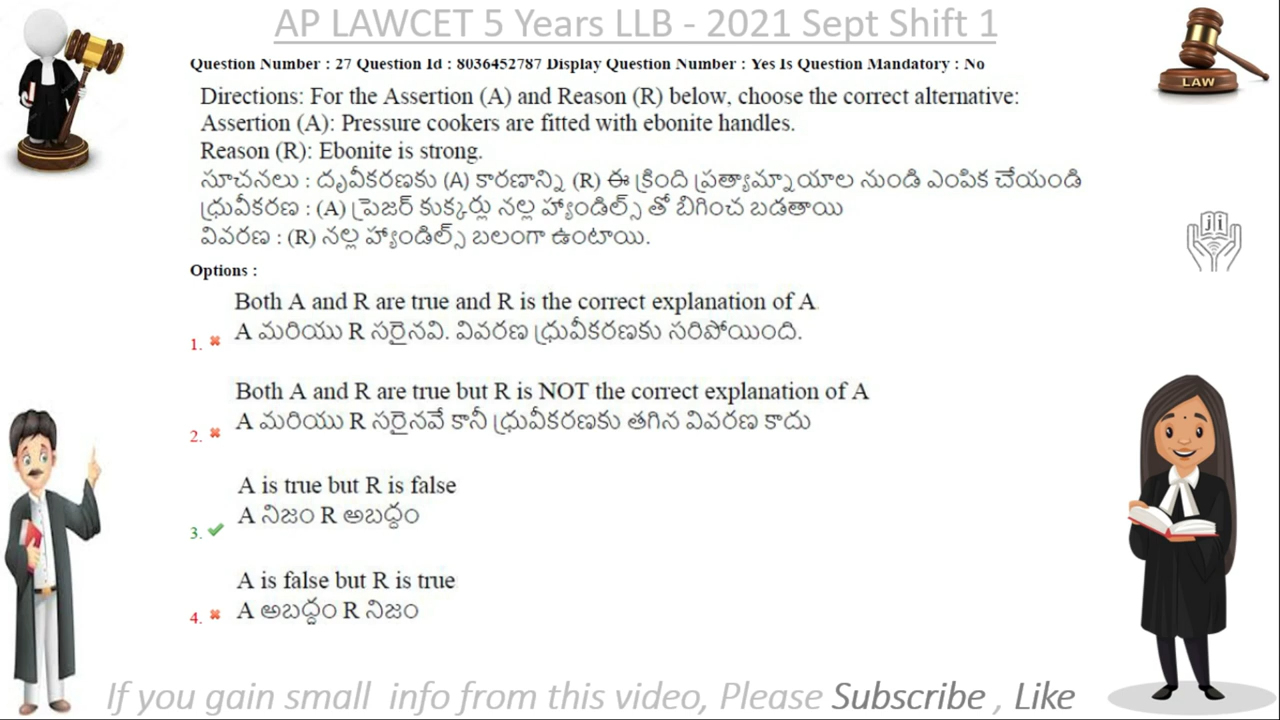 AP LAWCET 5 Years LLB - 2021 Sept Shift 1
Question Number : 27 Question Id : 8036452787 Display Question Number : Yes Is Question Mandatory : No
LAW
Directions: For the Assertion (A) and Reason (R) below, choose the correct alternative:
Assertion (A): Pressure cookers are fitted with ebonite handles.
Reason (R): Ebonite is strong.
సూచనలు : దృవీకరణకు (A) కారణాన్ని (R) ఈ క్రింది ప్రత్యామ్నాయాల నుండి ఎంపిక చేయండి
ధ్రువీకరణ : (A) ప్రెజర్ కుక్కర్లు నల్ల హ్యాండిల్స్ తో బిగించ బడతాయి
వివరణ : (R) నల్ల హ్యాండిల్స్ బలంగా ఉంటాయి.
ji
Options :
Both A and R are true and R is the correct explanation of A
A మరియు R సరైనవి. వివరణ ధ్రువీకరణకు సరిపోయింది.
1.
Both A and R are true but R is NOT the correct explanation of A
A మరియు R సరైనవే కానీ ధ్రువీకరణకు తగిన వివరణ కాదు
2.
A is true but R is false
A నిజం R అబద్ధం
3.
A is false but R is true
A అబద్ధం R నిజం
4.
If you gain small info from this video, Please Subscribe , Like